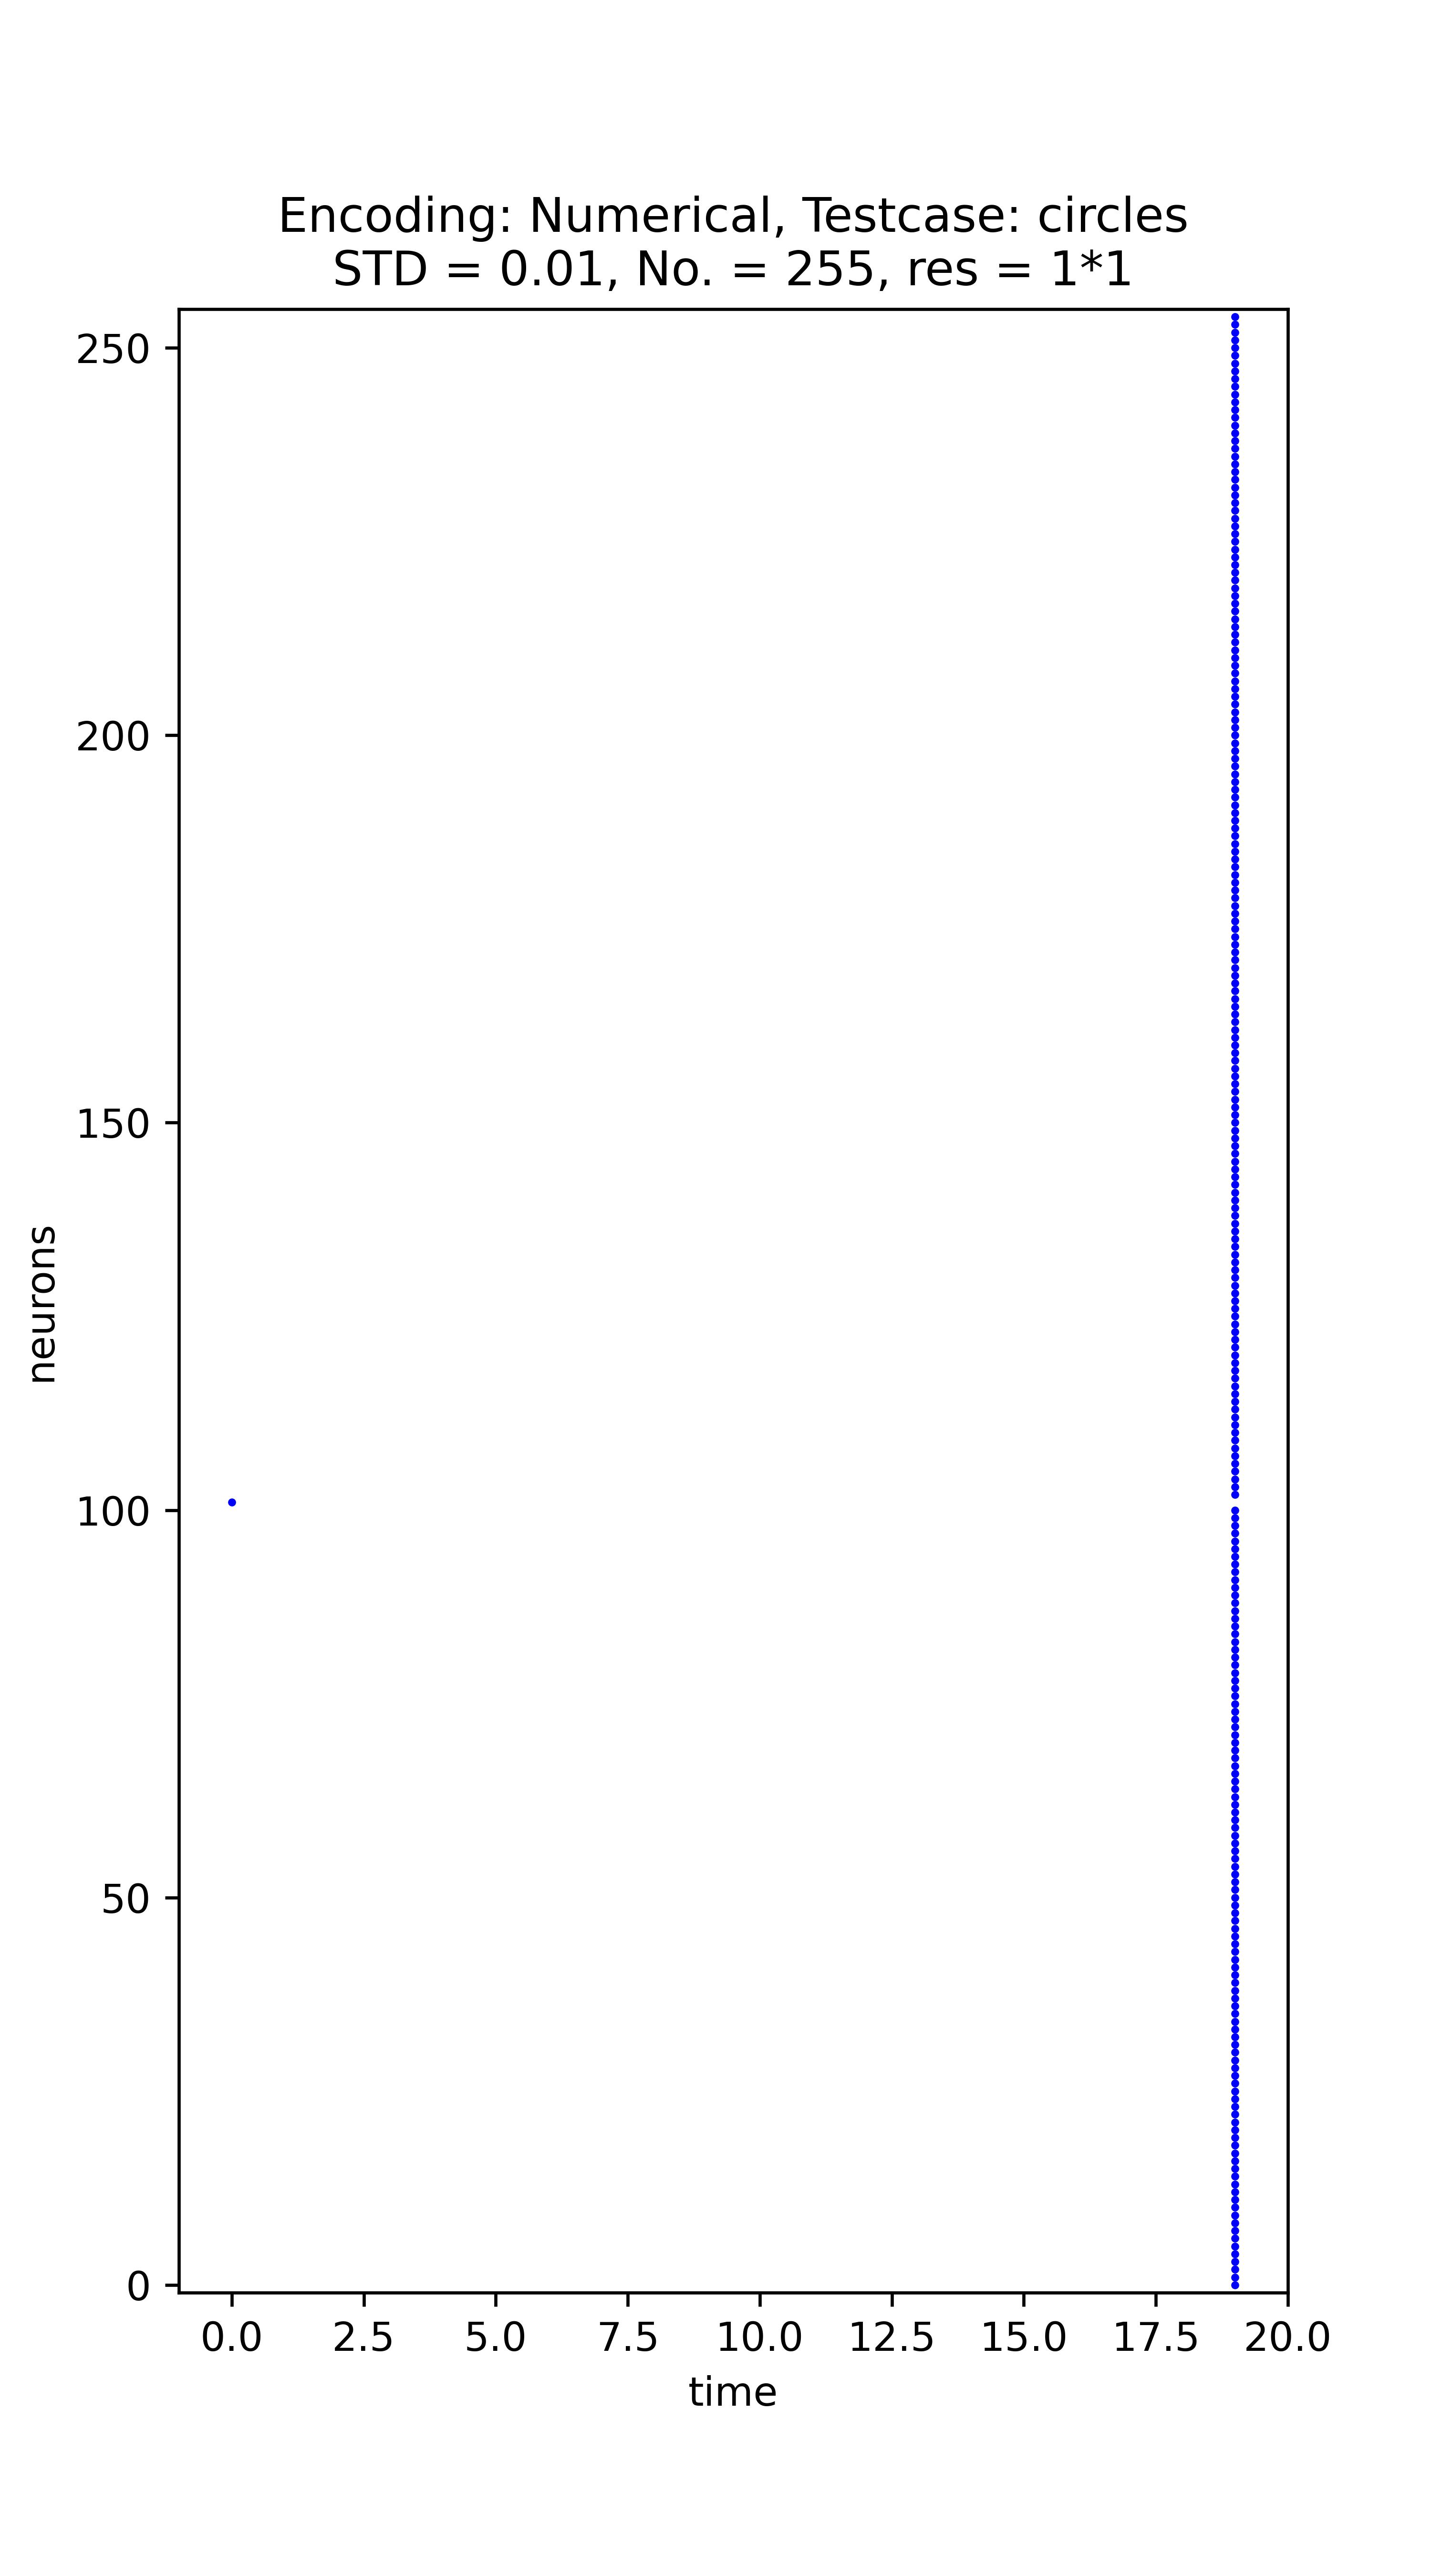 Encoding: Numerical, Testcase: circles
STD = 0.01, No. = 255, res = 1*1
250
200
150
100
50
0
neurons
0.0 2.5 5.0 7.5 10.0 12.5 15.0 17.5 20.0
time